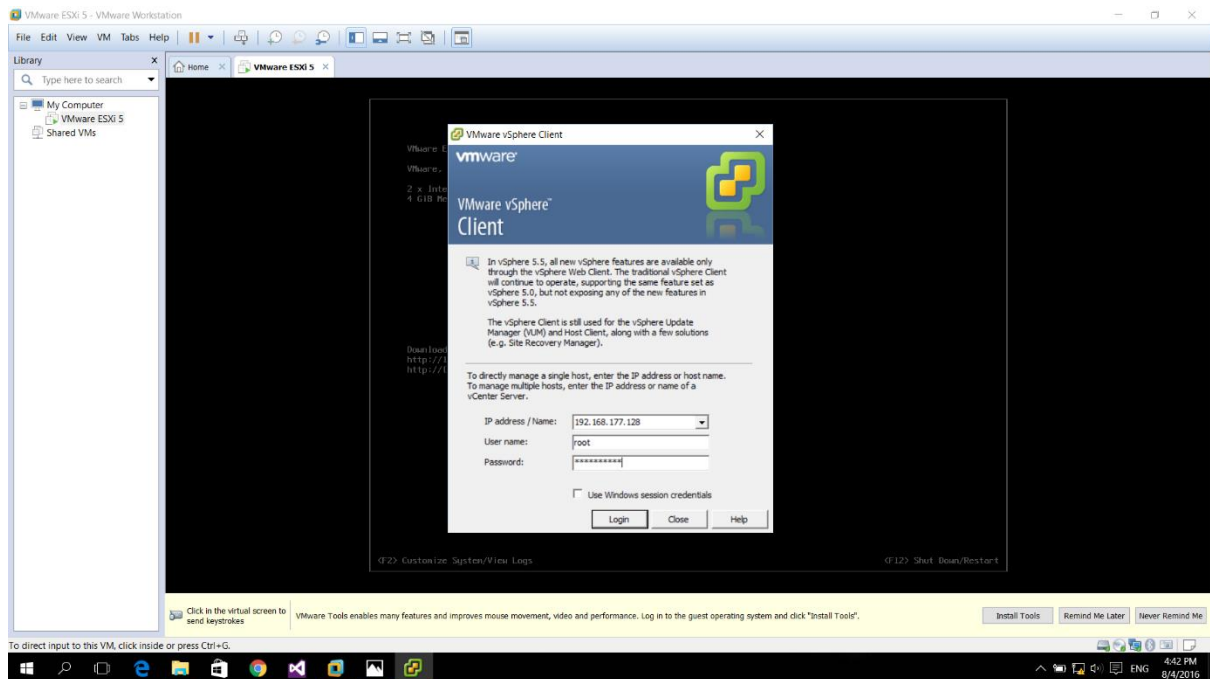 VMware ESXi 5 - VMware Workstation
File Edit View VM Tabs Help
Library
Type here to search
Home
VMware ESXi 5
My Computer
VMware ESXi 5
Shared VMs
VMware E
VMware,
2 x Inte
4 GiB Me
Download
http://
http://
VMware vSphere Client
vmware
VMware vSphere™
Client
In vSphere 5.5, all new vSphere features are available only
through the vSphere Web Client. The traditional vSphere Client
will continue to operate, supporting the same feature set as
vSphere 5.0, but not exposing any of the new features in
vSphere 5.5.
The vSphere Client is still used for the vSphere Update
Manager (VUM) and Host Client, along with a few solutions
(e.g. Site Recovery Manager).
To directly manage a single host, enter the IP address or host name.
To manage multiple hosts, enter the IP address or name of a
vCenter Server.
IP address / Name: 192.168.177.128
User name: root
Password: **********
Use Windows session credentials
Login Close Help
<F2> Customize System/View Logs
<F12> Shut Down/Restart
Click in the virtual screen to
send keystrokes
VMware Tools enables many features and improves mouse movement, video and performance. Log in to the guest operating system and click "Install Tools".
Install Tools Remind Me Later Never Remind Me
To direct input to this VM, click inside or press Ctrl+G.
ENG
4:42 PM
8/4/2016